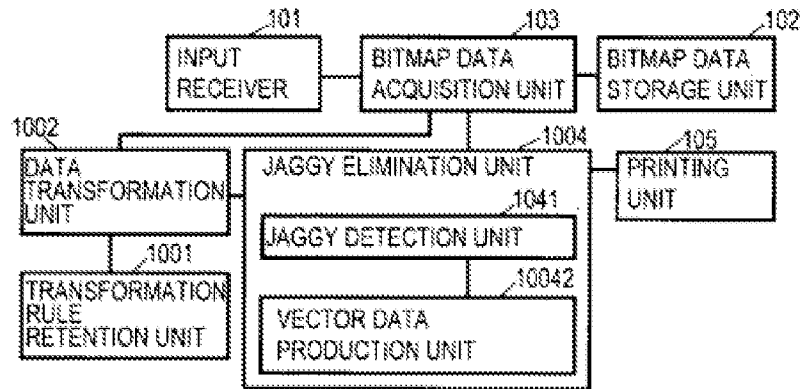 101
INPUT
RECEIVER
103
BITMAP DATA
ACQUISITION UNIT
102
BITMAP DATA
STORAGE UNIT
1002
DATA
TRANSFORMATION
UNIT
1004
JAGGY ELIMINATION UNIT
105
PRINTING
UNIT
1041
JAGGY DETECTION UNIT
1001
TRANSFORMATION
RULE
RETENTION UNIT
10042
VECTOR DATA
PRODUCTION UNIT